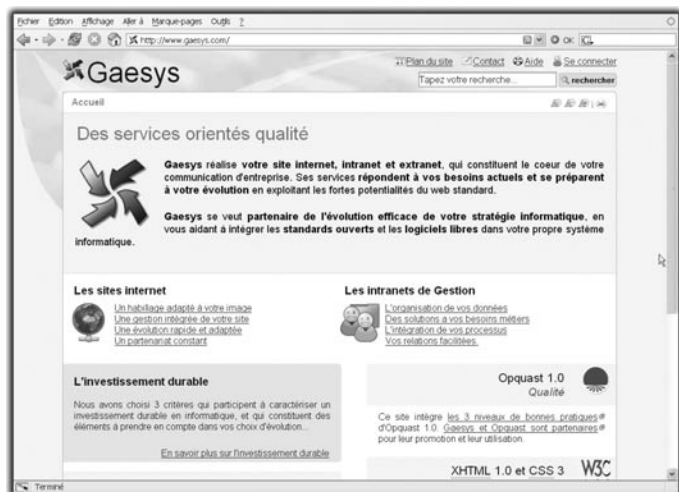 Fichier Edition Affichage Aller à Marque-pages Outils ?
http://www.gaesys.com/ OK G
Plan du site Contact Aide Se connecter
Gaesys
Tapez votre recherche... rechercher
Accueil
Des services orientés qualité
Gaesys réalise votre site internet, intranet et extranet, qui constituent le coeur de votre
communication d'entreprise. Ses services répondent à vos besoins actuels et se préparent
à votre évolution en exploitant les fortes potentialités du web standard.
Gaesys se veut partenaire de l'évolution efficace de votre stratégie informatique, en
vous aidant à intégrer les standards ouverts et les logiciels libres dans votre propre système
informatique.
Les sites internet
Un habillage adapté à votre image
Une gestion intégrée de votre site
Une évolution rapide et adaptée
Un partenariat constant
Les intranets de Gestion
L'organisation de vos données
Des solutions a vos besoins métiers
L'intégration de vos processus
Vos relations facilitées.
L'investissement durable
Nous avons choisi 3 critères qui participent à caractériser un
investissement durable en informatique, et qui constituent des
éléments à prendre en compte dans vos choix d'évolution...
En savoir plus sur l'investissement durable
Opquast 1.0
Qualité
Ce site intègre les 3 niveaux de bonnes pratiques
d'Opquast 1.0. Gaesys et Opquast sont partenaires
pour leur promotion et leur utilisation.
XHTML 1.0 et CSS 3 W3C
Terminé